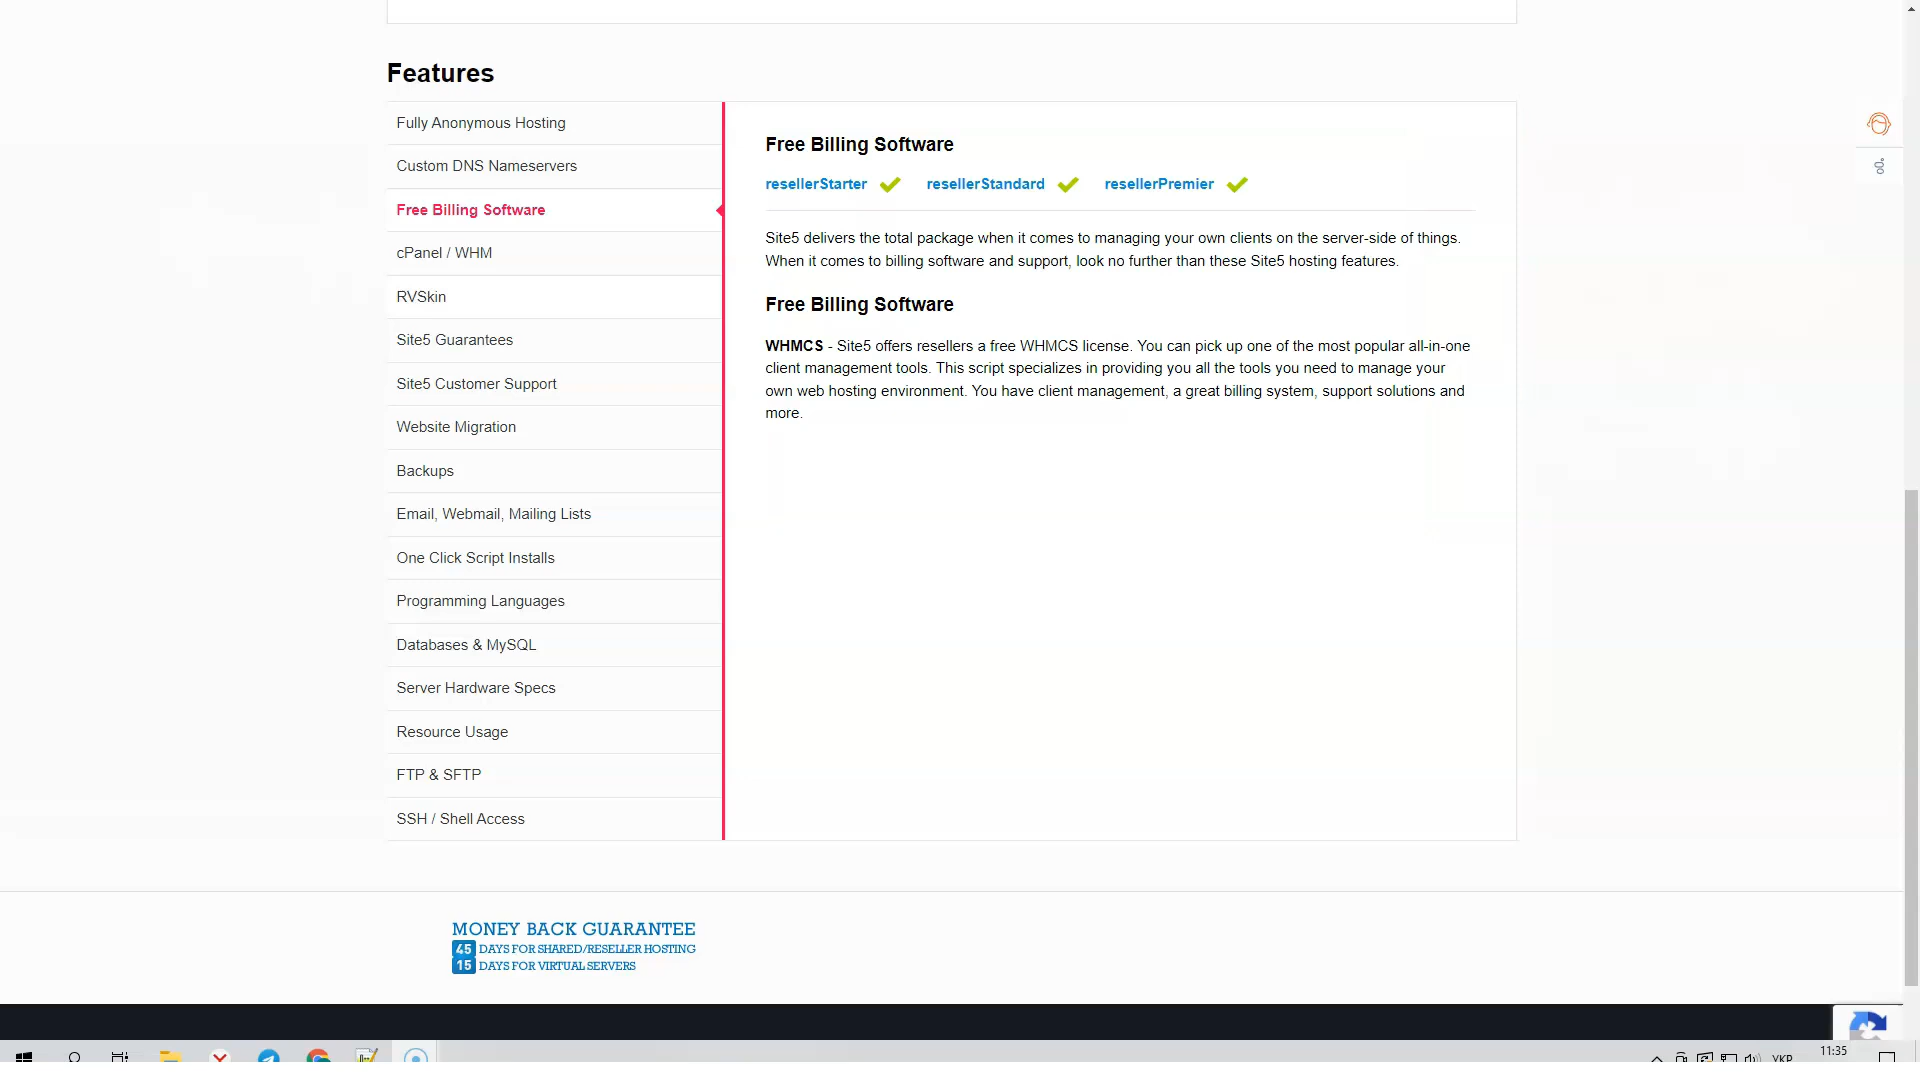 Features
Fully Anonymous Hosting
Custom DNS Nameservers
Free Billing Software
cPanel / WHM
RVSkin
Site5 Guarantees
Site5 Customer Support
Website Migration
Backups
Email, Webmail, Mailing Lists
One Click Script Installs
Programming Languages
Databases & MySQL
Server Hardware Specs
Resource Usage
FTP & SFTP
SSH / Shell Access
Free Billing Software
resellerStarter resellerStandard resellerPremier
Site5 delivers the total package when it comes to managing your own clients on the server-side of things.
When it comes to billing software and support, look no further than these Site5 hosting features.
Free Billing Software
WHMCS - Site5 offers resellers a free WHMCS license. You can pick up one of the most popular all-in-one
client management tools. This script specializes in providing you all the tools you need to manage your
own web hosting environment. You have client management, a great billing system, support solutions and
more.
MONEY BACK GUARANTEE
45 DAYS FOR SHARED/RESELLER HOSTING
15 DAYS FOR VIRTUAL SERVERS
УКР
11:35